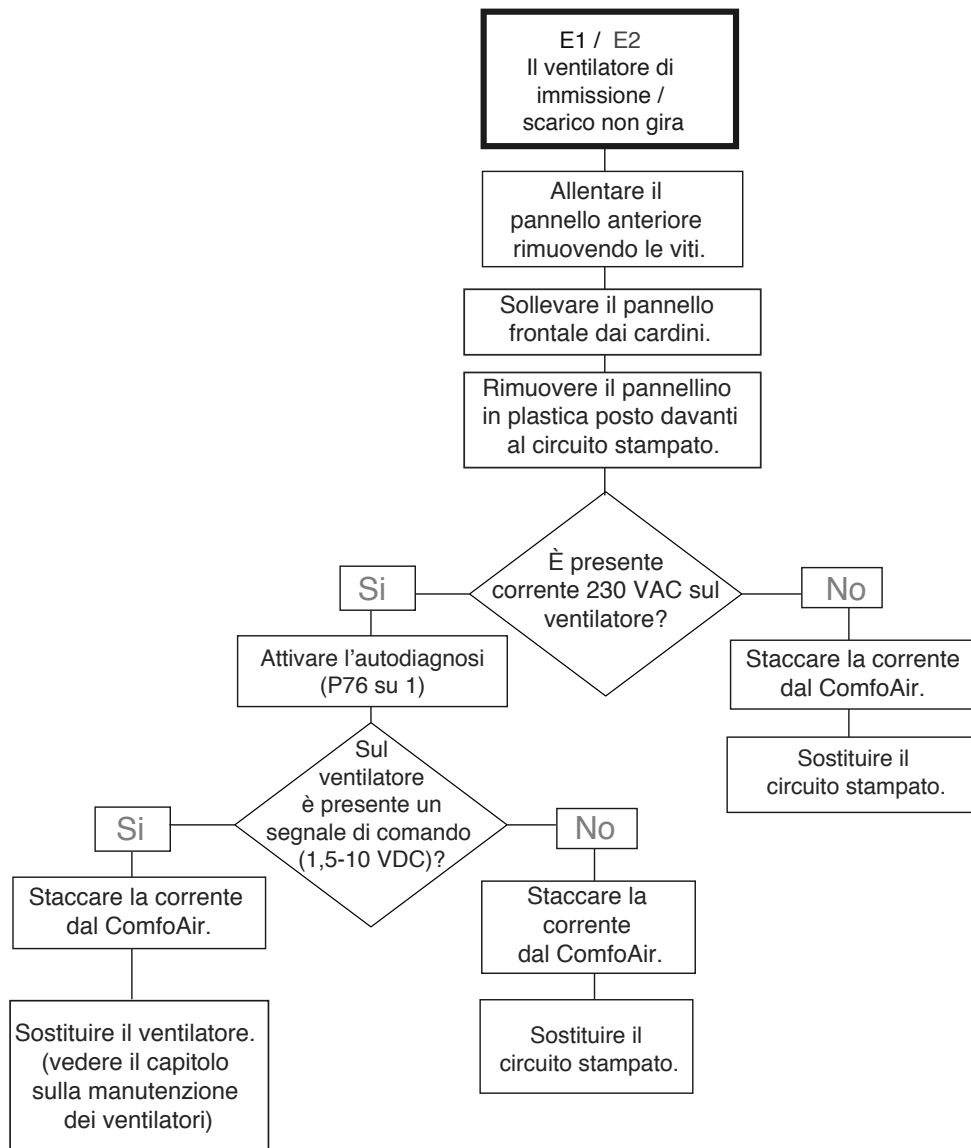 E1 / E2
Il ventilatore di
immissione /
scarico non gira
Allentare il
pannello anteriore
rimuovendo le viti.
Sollevare il pannello
frontale dai cardini.
Rimuovere il pannellino
in plastica posto davanti
al circuito stampato.
È presente
corrente 230 VAC sul
ventilatore?
Si
No
Attivare l'autodiagnosi
(P76 su 1)
Staccare la corrente
dal ComfoAir.
Sostituire il
circuito stampato.
Sul
ventilatore
è presente un
segnale di comando
(1,5-10 VDC)?
Si
No
Staccare la corrente
dal ComfoAir.
Sostituire il ventilatore.
(vedere il capitolo
sulla manutenzione
dei ventilatori)
Staccare la
corrente
dal ComfoAir.
Sostituire il
circuito stampato.